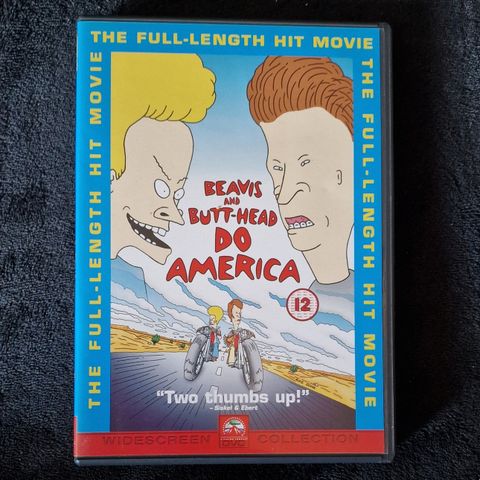 THE FULL-LENGTH HIT MOVIE
THE FULL-LENGTH HIT MOVIE
THE FULL-LENGTH HIT MOVIE
BEAVIS
AND
BUTT-HEAD
DO
AMERICA
12
"Two thumbs up!"
– Siskel & Ebert
WIDESCREEN DVD COLLECTION